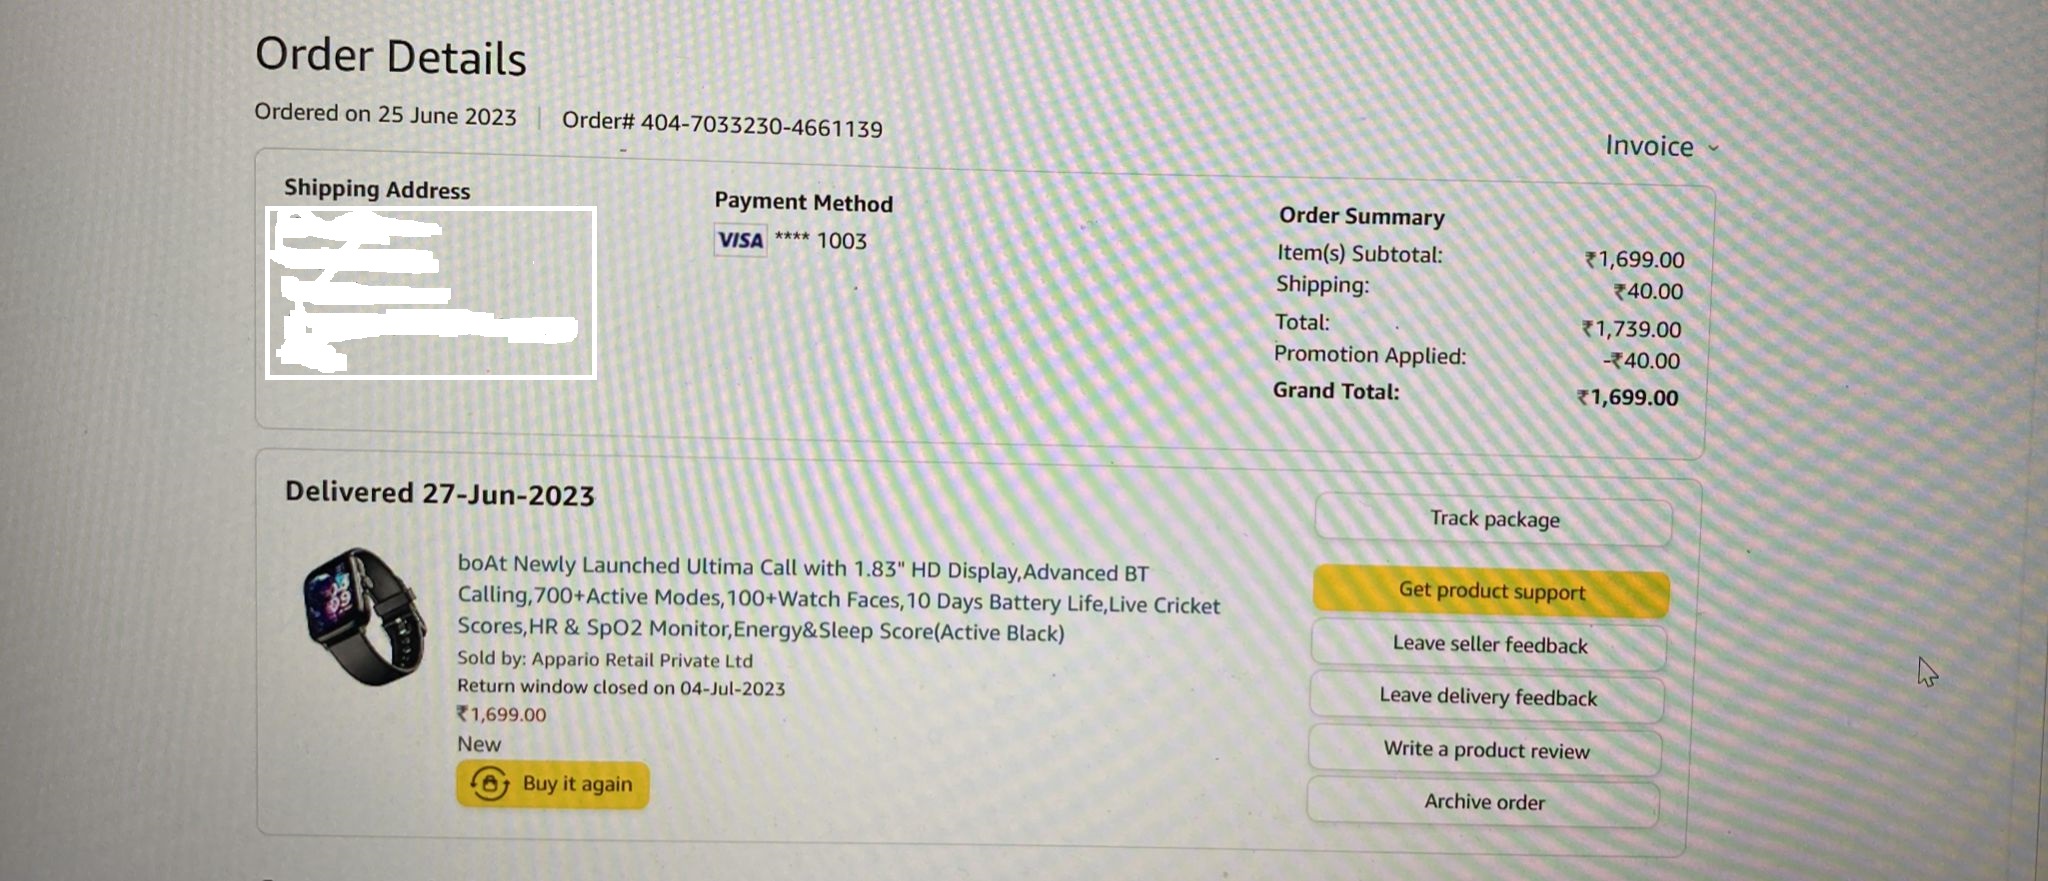 Order Details
Ordered on 25 June 2023 | Order# 404-7033230-4661139
Invoice
Shipping Address
Payment Method
VISA **** 1003
Order Summary
Item(s) Subtotal: ₹1,699.00
Shipping: ₹40.00
Total: ₹1,739.00
Promotion Applied: -₹40.00
Grand Total: ₹1,699.00
Delivered 27-Jun-2023
boAt Newly Launched Ultima Call with 1.83" HD Display,Advanced BT
Calling,700+Active Modes,100+Watch Faces,10 Days Battery Life,Live Cricket
Scores,HR & SpO2 Monitor,Energy&Sleep Score(Active Black)
Sold by: Appario Retail Private Ltd
Return window closed on 04-Jul-2023
₹1,699.00
New
Buy it again
Track package
Get product support
Leave seller feedback
Leave delivery feedback
Write a product review
Archive order